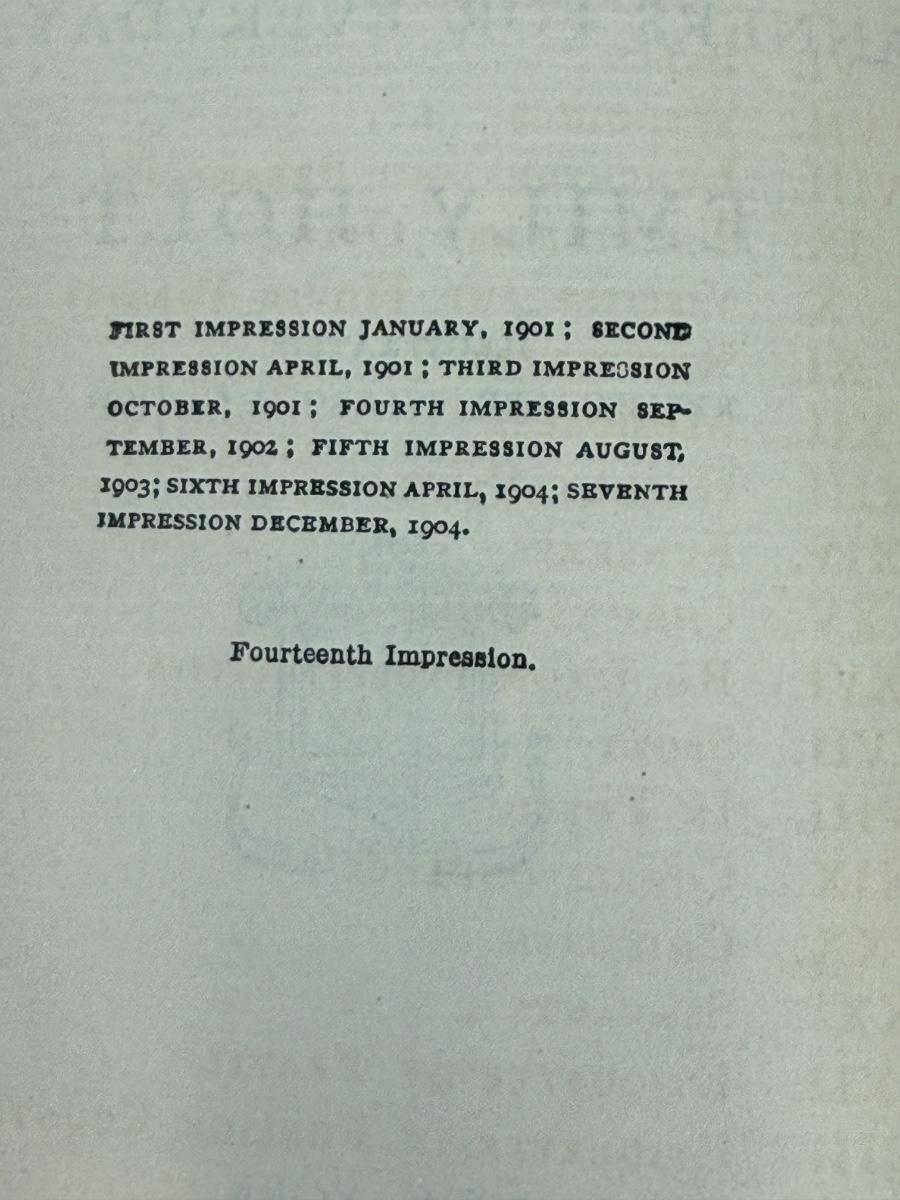 FIRST IMPRESSION JANUARY, 1901; SECOND
IMPRESSION APRIL, 1901; THIRD IMPRESSION
OCTOBER, 1901; FOURTH IMPRESSION SEP-
TEMBER, 1902; FIFTH IMPRESSION AUGUST,
1903; SIXTH IMPRESSION APRIL, 1904; SEVENTH
IMPRESSION DECEMBER, 1904.
Fourteenth Impression.